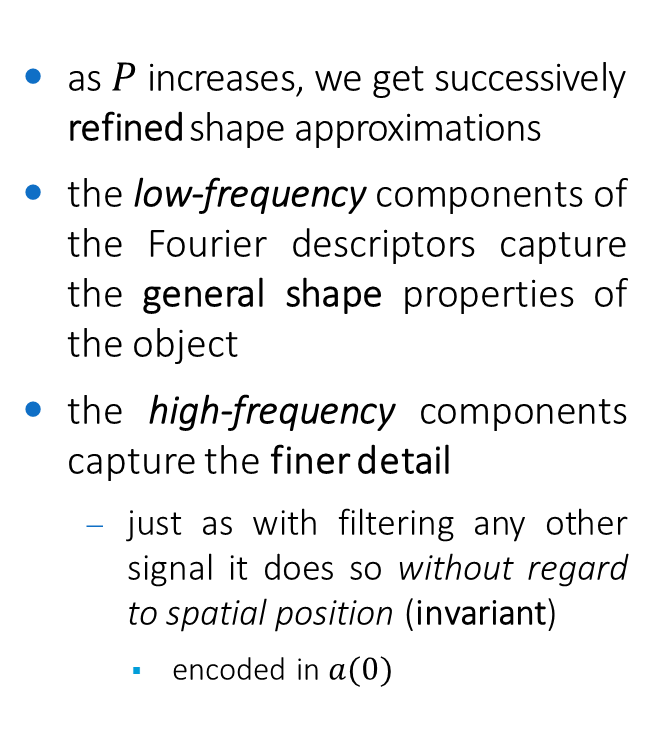 • as P increases, we get successively
refined shape approximations
• the low-frequency components of
the Fourier descriptors capture
the general shape properties of
the object
• the high-frequency components
capture the finer detail
– just as with filtering any other
signal it does so without regard
to spatial position (invariant)
▪ encoded in a(0)